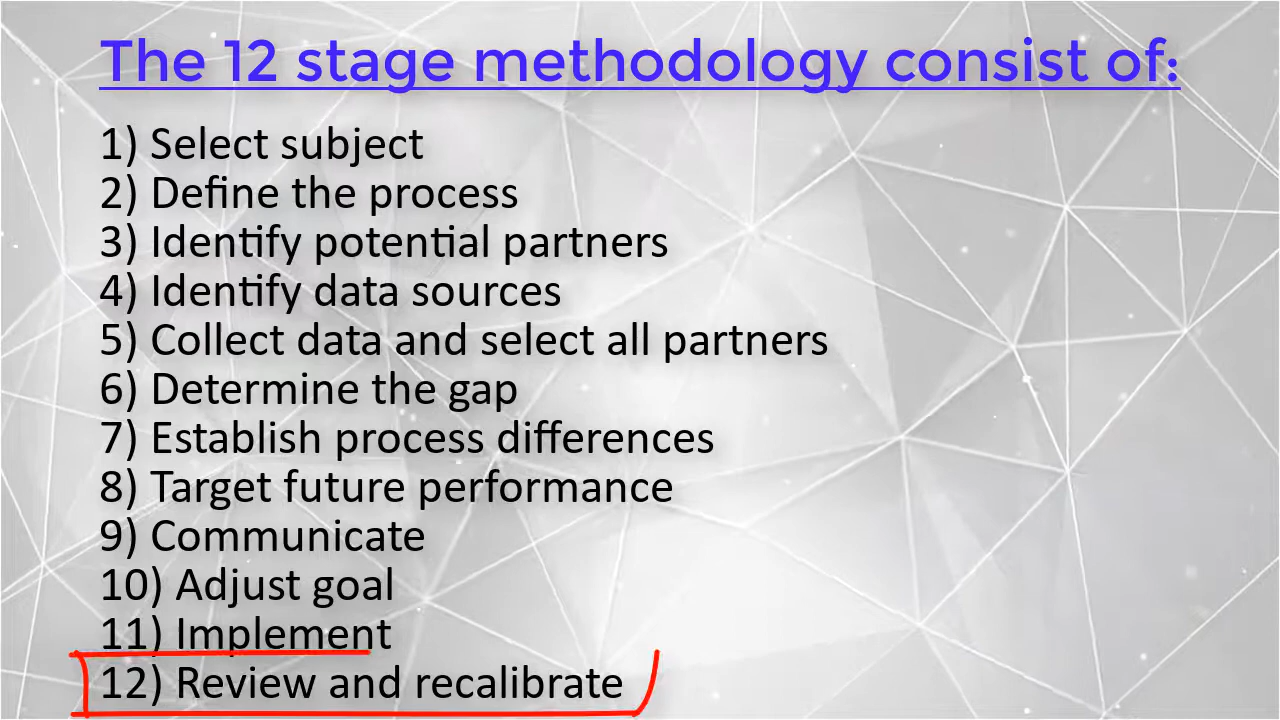 The 12 stage methodology consist of:
1) Select subject
2) Define the process
3) Identify potential partners
4) Identify data sources
5) Collect data and select all partners
6) Determine the gap
7) Establish process differences
8) Target future performance
9) Communicate
10) Adjust goal
11) Implement
12) Review and recalibrate